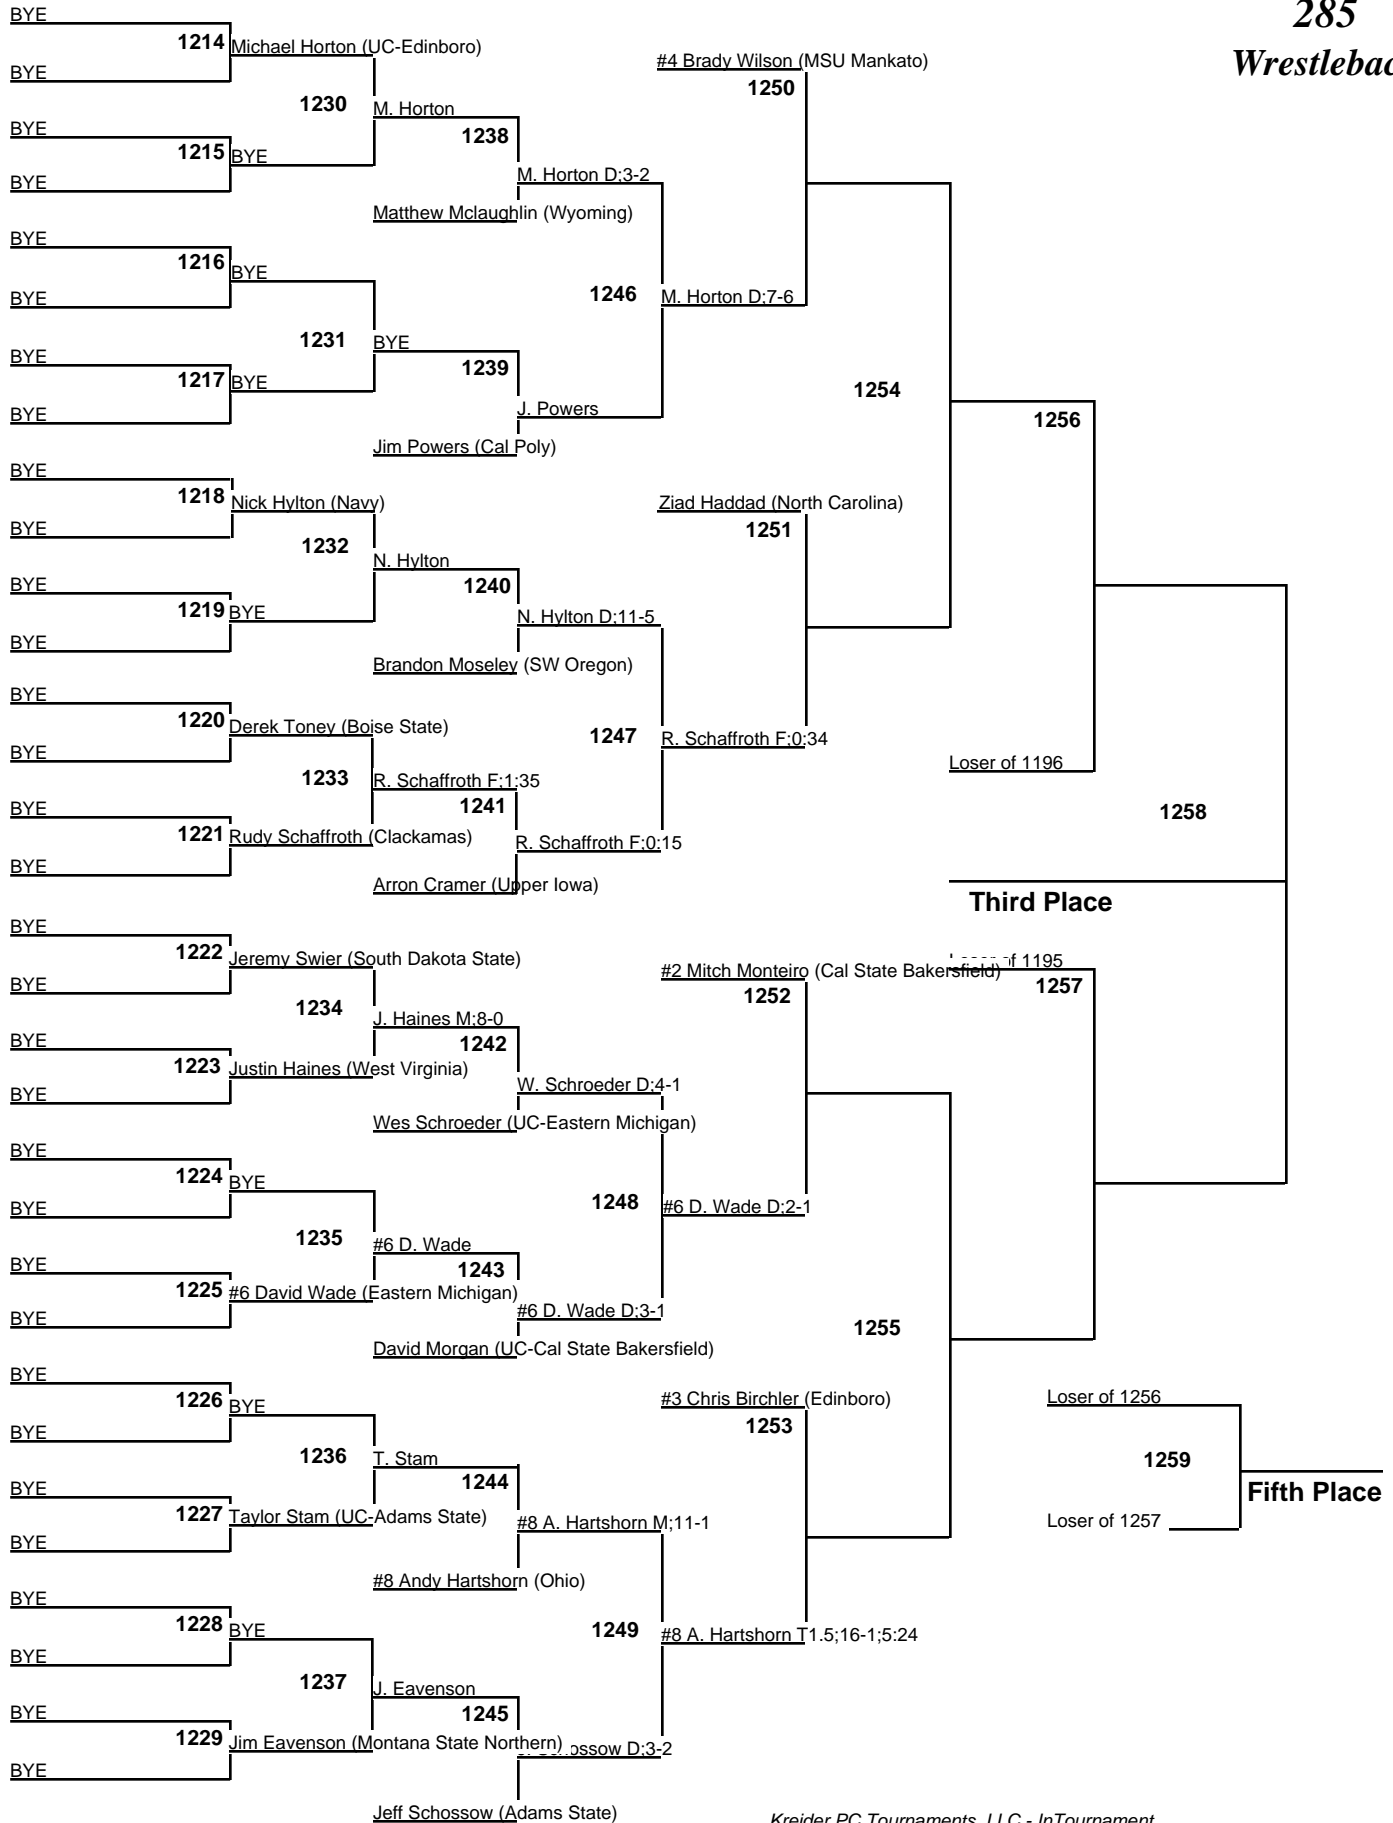 BYE
285
1214 Michael Horton (UC-Edinboro)
#4 Brady Wilson (MSU Mankato)
BYE
1250
1230 M. Horton
BYE
1238
1215 BYE
M. Horton D;3-2
BYE
Matthew Mclaughlin (Wyoming)
BYE
1216 BYE
1246 M. Horton D;7-6
BYE
1231 BYE
BYE
1239
1217 BYE
1254
BYE
J. Powers
1256
Jim Powers (Cal Poly)
BYE
1218 Nick Hylton (Navy)
Ziad Haddad (North Carolina)
BYE
1251
1232 N. Hylton
BYE
1240
1219 BYE
N. Hylton D;11-5
BYE
Brandon Moseley (SW Oregon)
BYE
1220 Derek Toney (Boise State)
1247 R. Schaffroth F;0:34
BYE
Loser of 1196
1233 R. Schaffroth F;1:35
BYE
1241
1258
1221 Rudy Schaffroth (Clackamas)
R. Schaffroth F;0:15
BYE
Arron Cramer (Upper Iowa)
Third Place
BYE
1222 Jeremy Swier (South Dakota State)
of 1195
#2 Mitch Monteiro (Cal State Bakersfield)
BYE
1252
1257
1234 J. Haines M;8-0
BYE
1242
1223 Justin Haines (West Virginia)
W. Schroeder D;4-1
BYE
Wes Schroeder (UC-Eastern Michigan)
BYE
1224 BYE
1248 #6 D. Wade D;2-1
BYE
1235 #6 D. Wade
BYE
1243
1225 #6 David Wade (Eastern Michigan)
#6 D. Wade D;3-1
BYE
1255
David Morgan (UC-Cal State Bakersfield)
BYE
1226 BYE
#3 Chris Birchler (Edinboro)
Loser of 1256
BYE
1253
1236 T. Stam
1259
BYE
1244
Fifth Place
1227 Taylor Stam (UC-Adams State)
#8 A. Hartshorn M;11-1
Loser of 1257
BYE
#8 Andy Hartshorn (Ohio)
BYE
1228 BYE
1249 #8 A. Hartshorn T1.5;16-1;5:24
BYE
1237 J. Eavenson
BYE
1245
1229 Jim Eavenson (Montana State Northern)
D;3-2
BYE
Jeff Schossow (Adams State)
Kreider PC Tournaments, LLC - InTournament